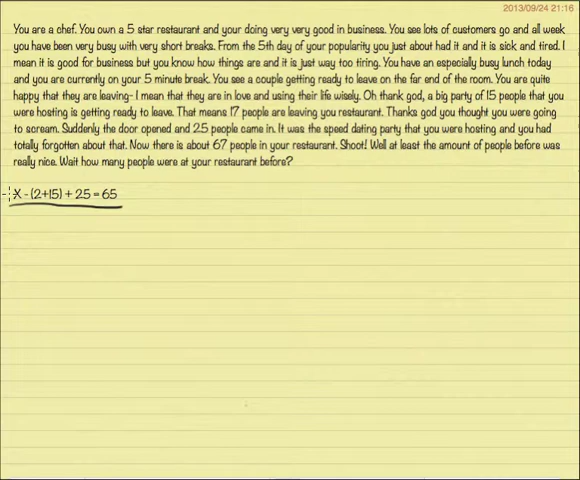 2013/09/24 21:16
You are a chef. You own a 5 star restaurant and your doing very very good in business. You see lots of customers go and all week
you have been very busy with very short breaks. From the 5th day of your popularity you just about had it and it is sick and tired. I
mean it is good for business but you know how things are and it is just way too tiring. You have an especially busy lunch today
and you are currently on your 5 minute break. You see a couple getting ready to leave on the far end of the room. You are quite
happy that they are leaving- I mean that they are in love and using their life wisely. Oh thank god, a big party of 15 people that you
were hosting is getting ready to leave. That means 17 people are leaving you restaurant. Thanks god you thought you were going
to scream. Suddenly the door opened and 25 people came in. It was the speed dating party that you were hosting and you had
totally forgotten about that. Now there is about 67 people in your restaurant. Shoot! Well at least the amount of people before was
really nice. Wait how many people were at your restaurant before?
X - (2+15) + 25 = 65